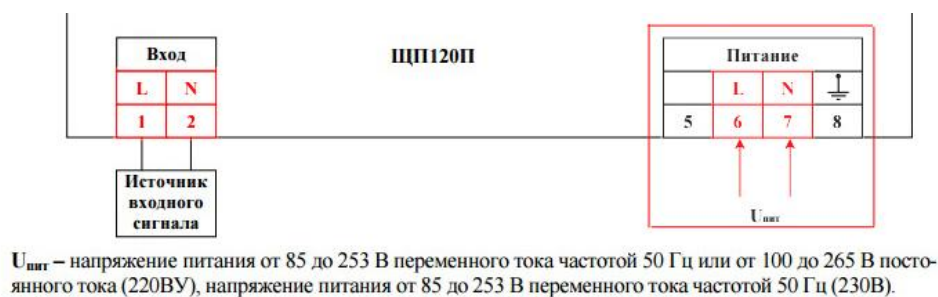 Вход ЩП120П Питание
L N L N
1 2 5 6 7 8
Источник
входного
сигнала
Uпит
Uпит – напряжение питания от 85 до 253 В переменного тока частотой 50 Гц или от 100 до 265 В посто-
янного тока (220ВУ), напряжение питания от 85 до 253 В переменного тока частотой 50 Гц (230В).